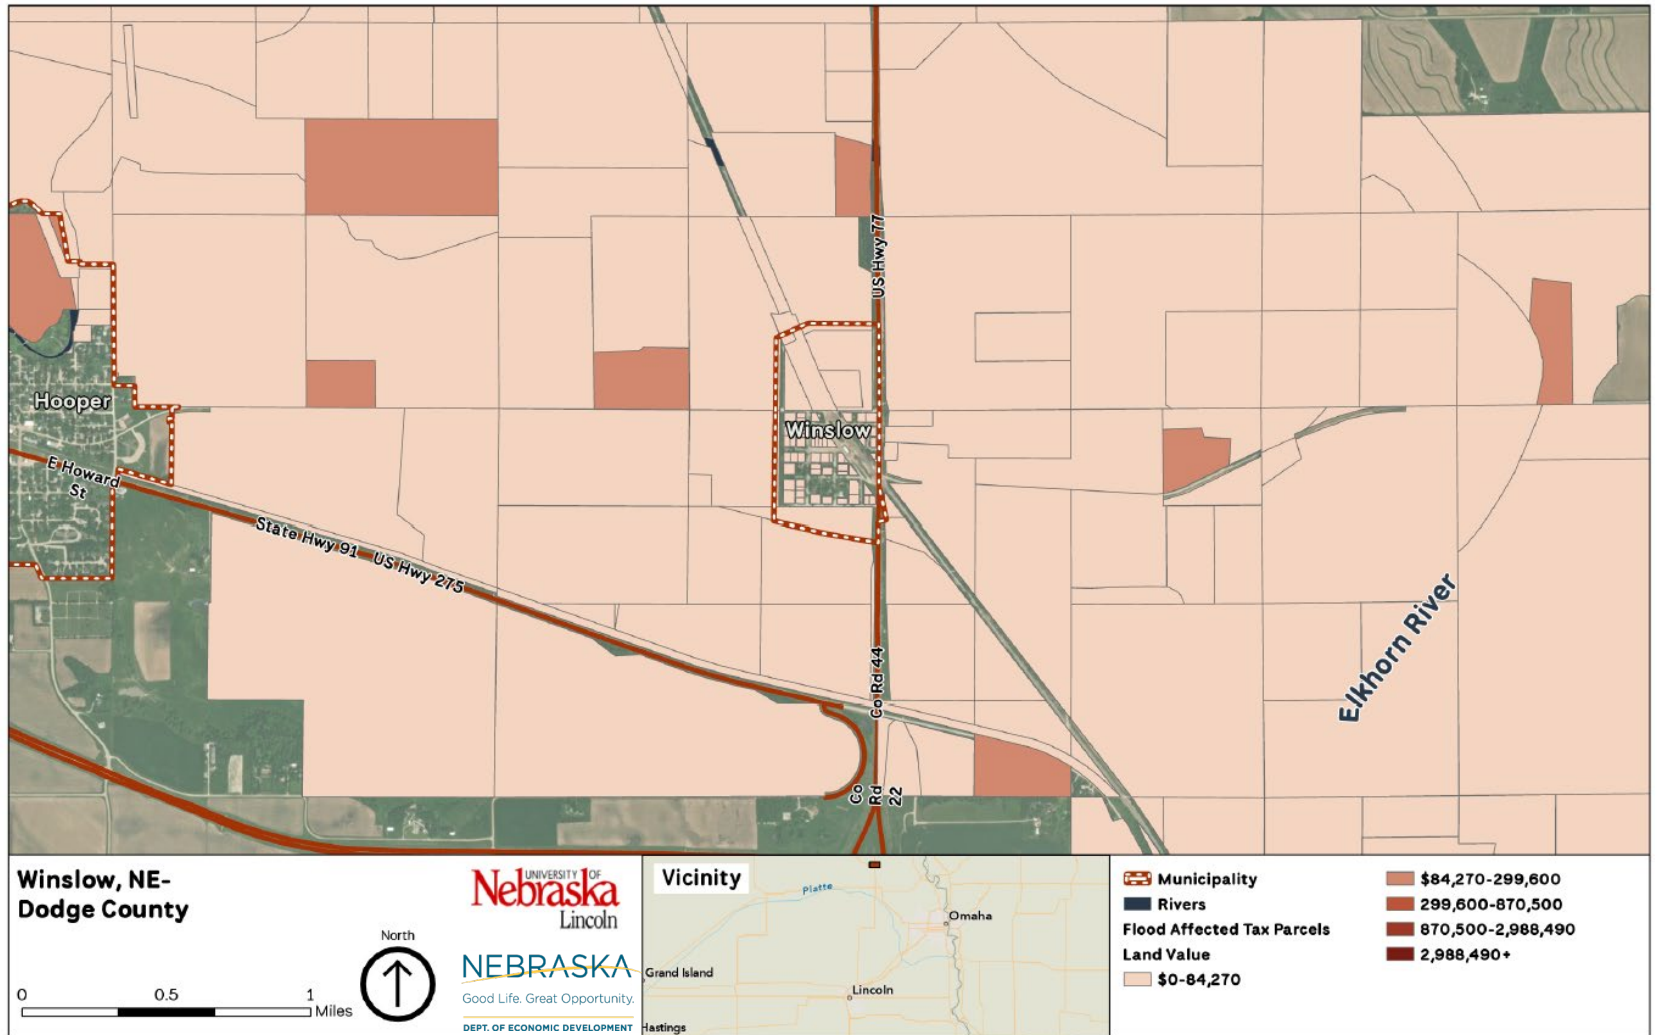 US Hwy 77
Hooper
Winslow
E Howard
St
State Hwy 91
US Hwy 275
Elkhorn River
Co Rd 44
Co
Rd
22
Winslow, NE-
Dodge County
0 0.5 1
Miles
North
UNIVERSITY OF
Nebraska
Lincoln
NEBRASKA
Good Life. Great Opportunity.
DEPT. OF ECONOMIC DEVELOPMENT
Vicinity
Platte
Omaha
Grand Island
Lincoln
Hastings
Municipality
Rivers
Flood Affected Tax Parcels
Land Value
$0-84,270
$84,270-299,600
299,600-870,500
870,500-2,988,490
2,988,490+